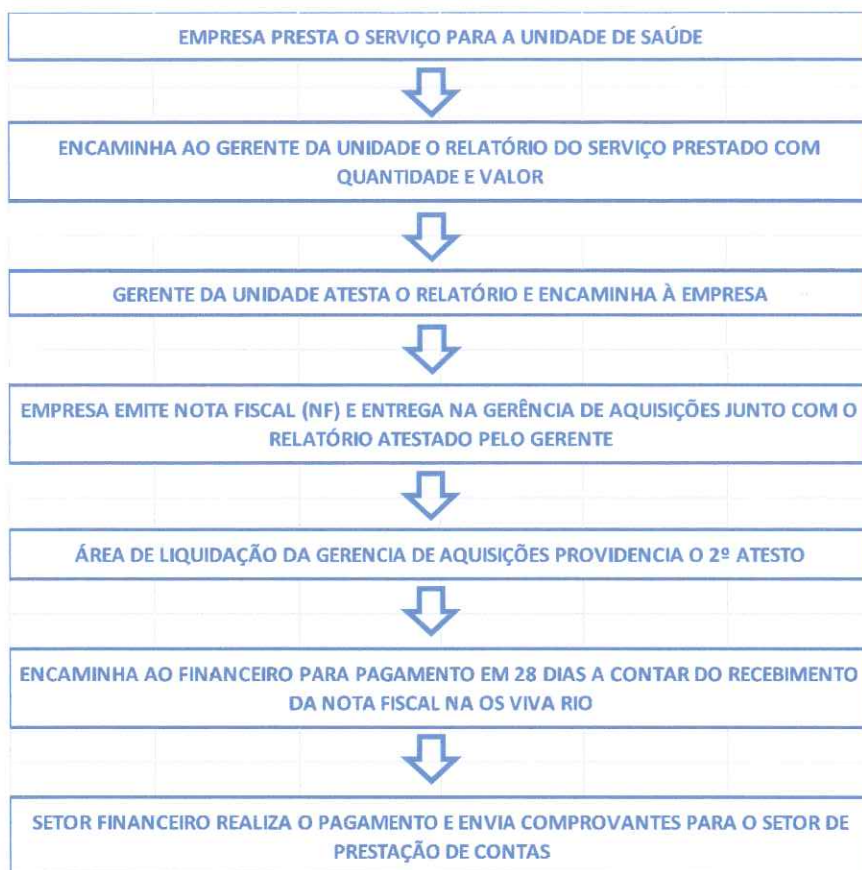 EMPRESA PRESTA O SERVIÇO PARA A UNIDADE DE SAÚDE
ENCAMINHA AO GERENTE DA UNIDADE O RELATÓRIO DO SERVIÇO PRESTADO COM
QUANTIDADE E VALOR
GERENTE DA UNIDADE ATESTA O RELATÓRIO E ENCAMINHA À EMPRESA
EMPRESA EMITE NOTA FISCAL (NF) E ENTREGA NA GERÊNCIA DE AQUISIÇÕES JUNTO COM O
RELATÓRIO ATESTADO PELO GERENTE
ÁREA DE LIQUIDAÇÃO DA GERENCIA DE AQUISIÇÕES PROVIDENCIA O 2º ATESTO
ENCAMINHA AO FINANCEIRO PARA PAGAMENTO EM 28 DIAS A CONTAR DO RECEBIMENTO
DA NOTA FISCAL NA OS VIVA RIO
SETOR FINANCEIRO REALIZA O PAGAMENTO E ENVIA COMPROVANTES PARA O SETOR DE
PRESTAÇÃO DE CONTAS